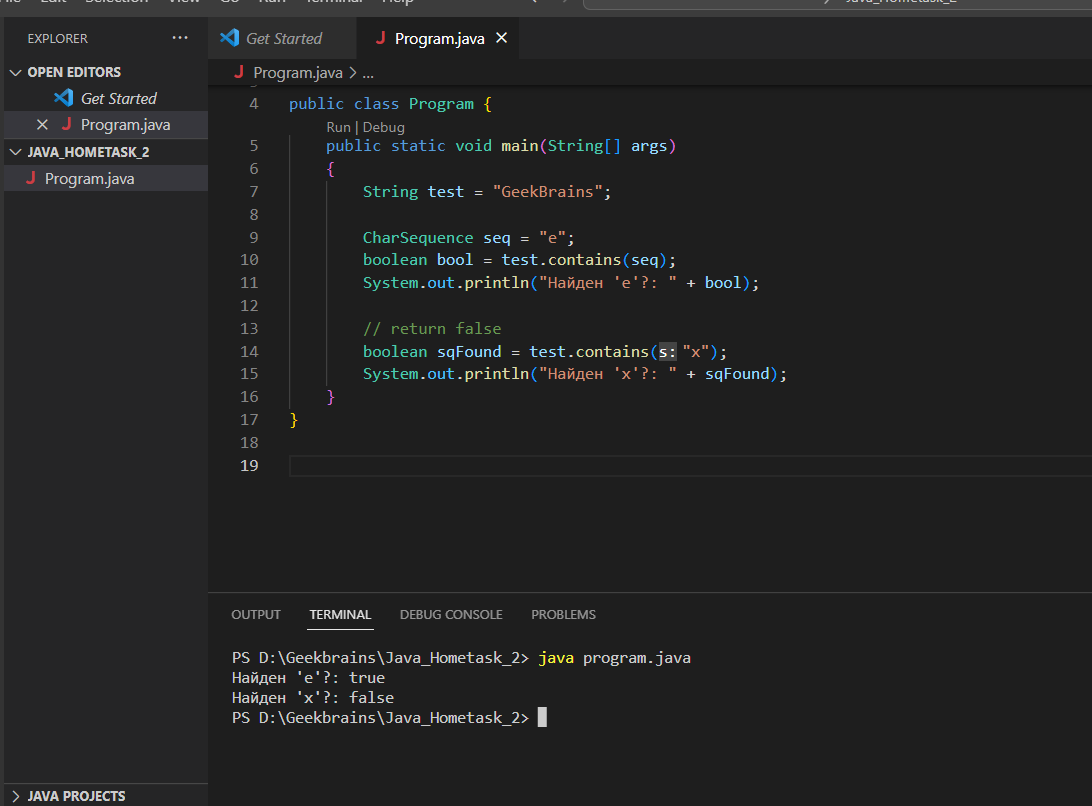 File Edit Selection View Go Run Terminal Help Java_Hometask_2
EXPLORER ...
Get Started
Program.java
OPEN EDITORS
Get Started
Program.java
JAVA_HOMETASK_2
Program.java
JAVA PROJECTS
Program.java > ...
4 public class Program {
Run | Debug
5 public static void main(String[] args)
6 {
7 String test = "GeekBrains";
8
9 CharSequence seq = "e";
10 boolean bool = test.contains(seq);
11 System.out.println("Найден 'e'?: " + bool);
12
13 // return false
14 boolean sqFound = test.contains(s: "x");
15 System.out.println("Найден 'x'?: " + sqFound);
16 }
17 }
18
19
OUTPUT TERMINAL DEBUG CONSOLE PROBLEMS
PS D:\Geekbrains\Java_Hometask_2> java program.java
Найден 'e'?: true
Найден 'x'?: false
PS D:\Geekbrains\Java_Hometask_2>